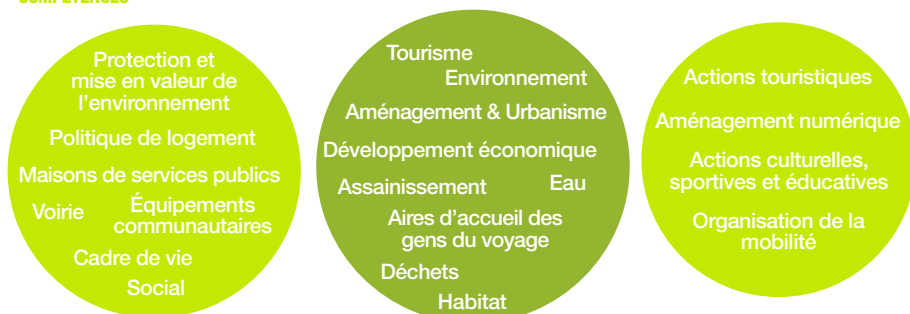 COMPÉTENCES
Protection et
mise en valeur de
l’environnement
Politique de logement
Maisons de services publics
Voirie
Équipements
communautaires
Cadre de vie
Social
Tourisme
Environnement
Aménagement & Urbanisme
Développement économique
Assainissement
Eau
Aires d’accueil des
gens du voyage
Déchets
Habitat
Actions touristiques
Aménagement numérique
Actions culturelles,
sportives et éducatives
Organisation de la
mobilité